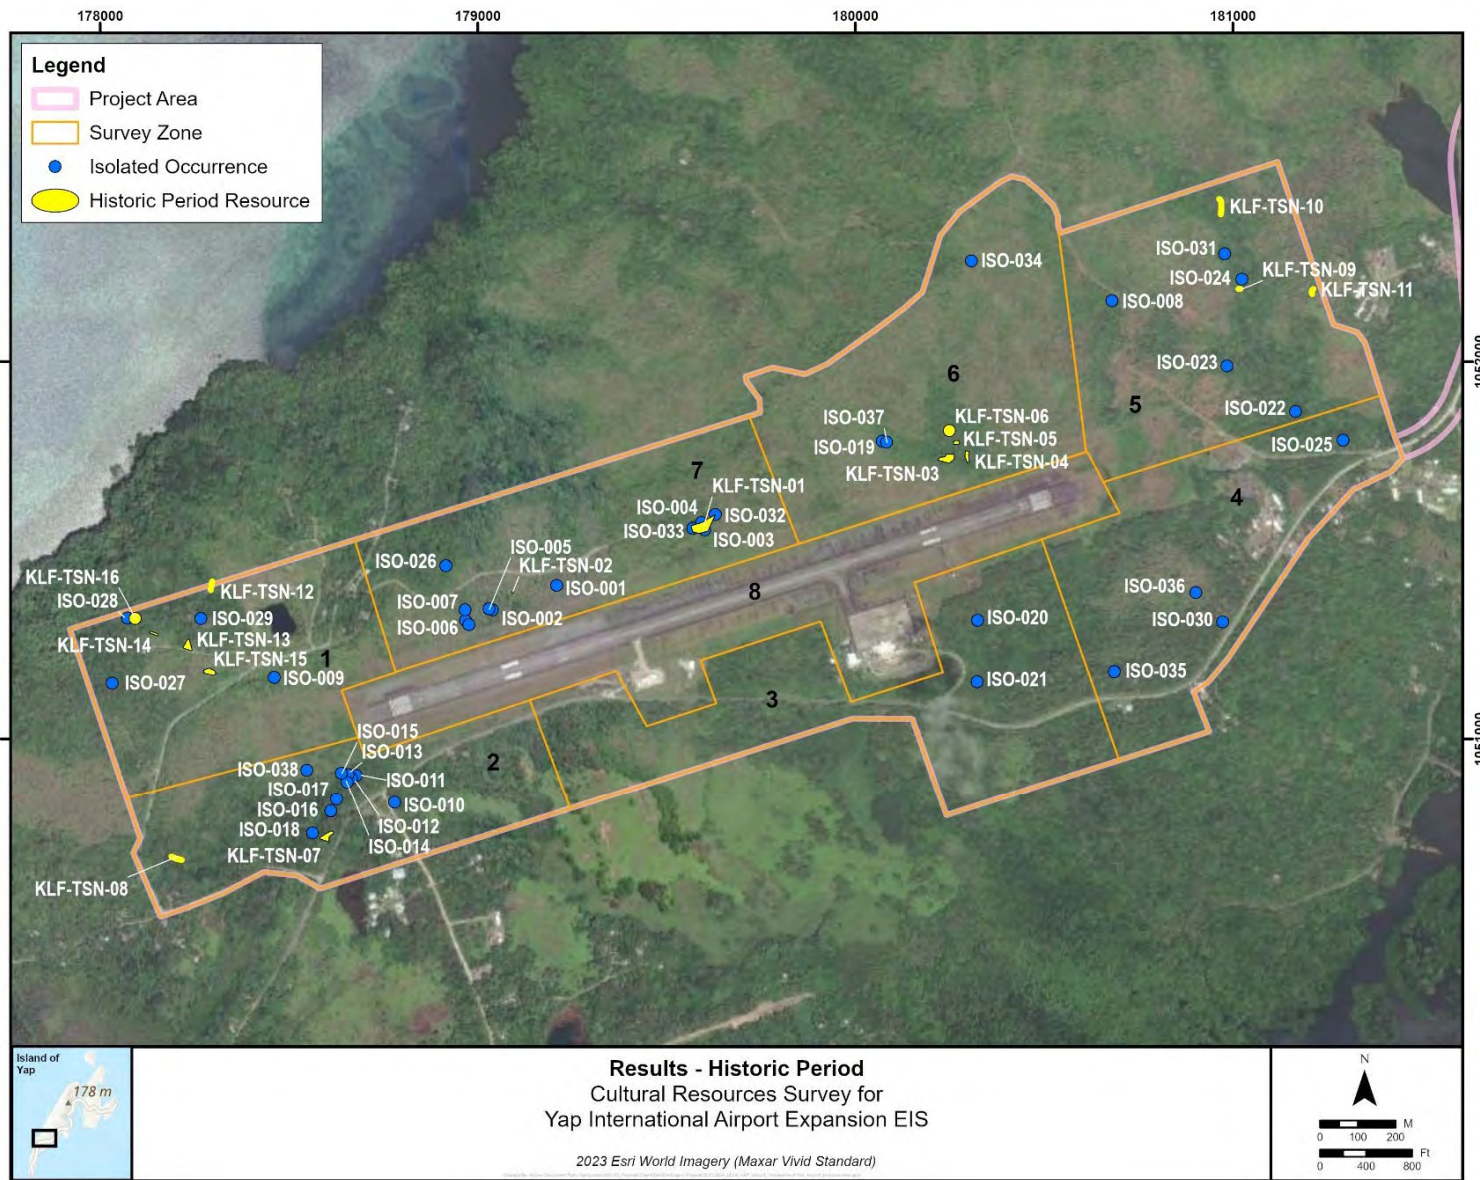 178000
179000
180000
181000
Legend
Project Area
Survey Zone
Isolated Occurrence
Historic Period Resource
KLF-TSN-10
ISO-031
ISO-034
ISO-024
KLF-TSN-09
KLF-TSN-11
ISO-008
1052000
ISO-023
6
5
ISO-022
ISO-037
KLF-TSN-06
ISO-025
ISO-019
KLF-TSN-05
KLF-TSN-03
KLF-TSN-04
7
KLF-TSN-01
4
ISO-004
ISO-032
ISO-033
ISO-003
ISO-005
ISO-026
KLF-TSN-02
KLF-TSN-16
KLF-TSN-12
ISO-001
ISO-036
8
ISO-028
ISO-029
ISO-007
ISO-002
ISO-006
ISO-020
ISO-030
KLF-TSN-14
KLF-TSN-13
KLF-TSN-15
1
ISO-009
ISO-027
ISO-035
ISO-021
3
ISO-015
1051000
ISO-013
ISO-038
2
ISO-011
ISO-017
ISO-010
ISO-016
ISO-012
ISO-018
ISO-014
KLF-TSN-07
KLF-TSN-08
Island of
Yap
178 m
Results - Historic Period
Cultural Resources Survey for
Yap International Airport Expansion EIS
2023 Esri World Imagery (Maxar Vivid Standard)
N
M
0 100 200
Ft
0 400 800